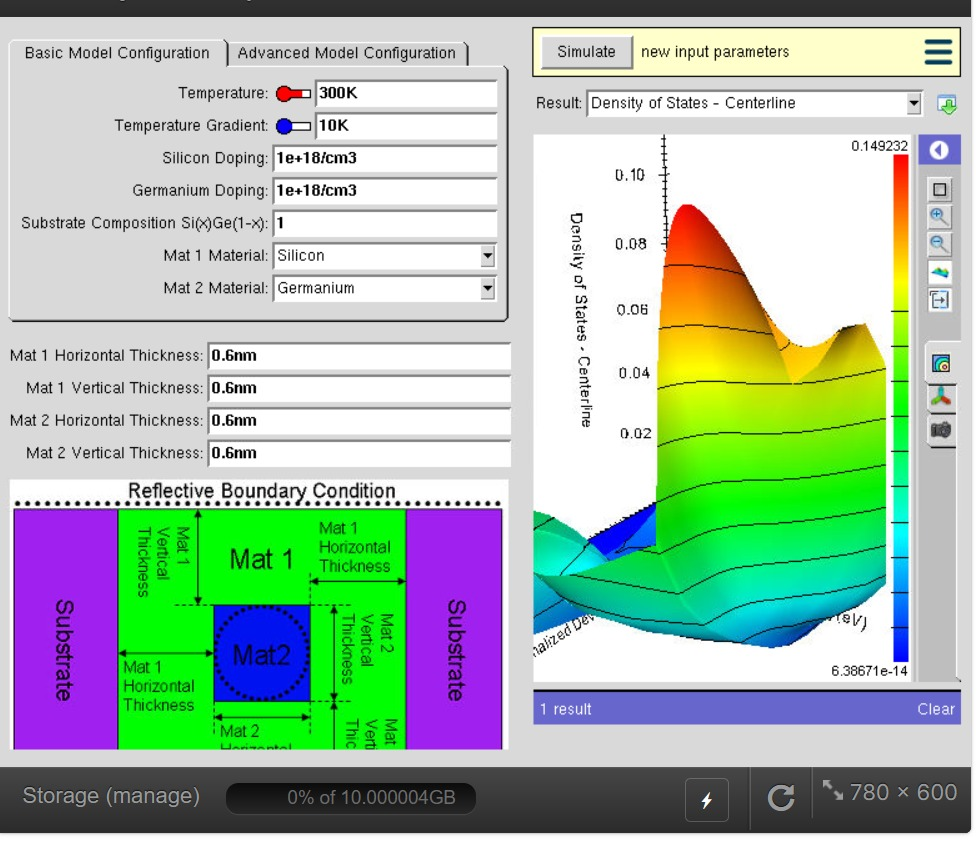 Basic Model Configuration
Advanced Model Configuration
Temperature: 300K
Temperature Gradient: 10K
Silicon Doping: 1e+18/cm3
Germanium Doping: 1e+18/cm3
Substrate Composition Si(x)Ge(1-x): 1
Mat 1 Material: Silicon
Mat 2 Material: Germanium
Mat 1 Horizontal Thickness: 0.6nm
Mat 1 Vertical Thickness: 0.6nm
Mat 2 Horizontal Thickness: 0.6nm
Mat 2 Vertical Thickness: 0.6nm
Reflective Boundary Condition
Substrate
Mat 1
Vertical
Thickness
Mat 1
Mat 1
Horizontal
Thickness
Mat2
Mat 2
Vertical
Thickness
Mat 1
Horizontal
Thickness
Mat 2
Horizontal
Mat
Verti
Thic
Substrate
Simulate
new input parameters
Result: Density of States - Centerline
0.149232
0.10
0.08
0.06
0.04
0.02
Density of States - Centerline
nalized Dev
(eV)
6.38671e-14
1 result
Clear
Storage (manage)
0% of 10.000004GB
780 × 600